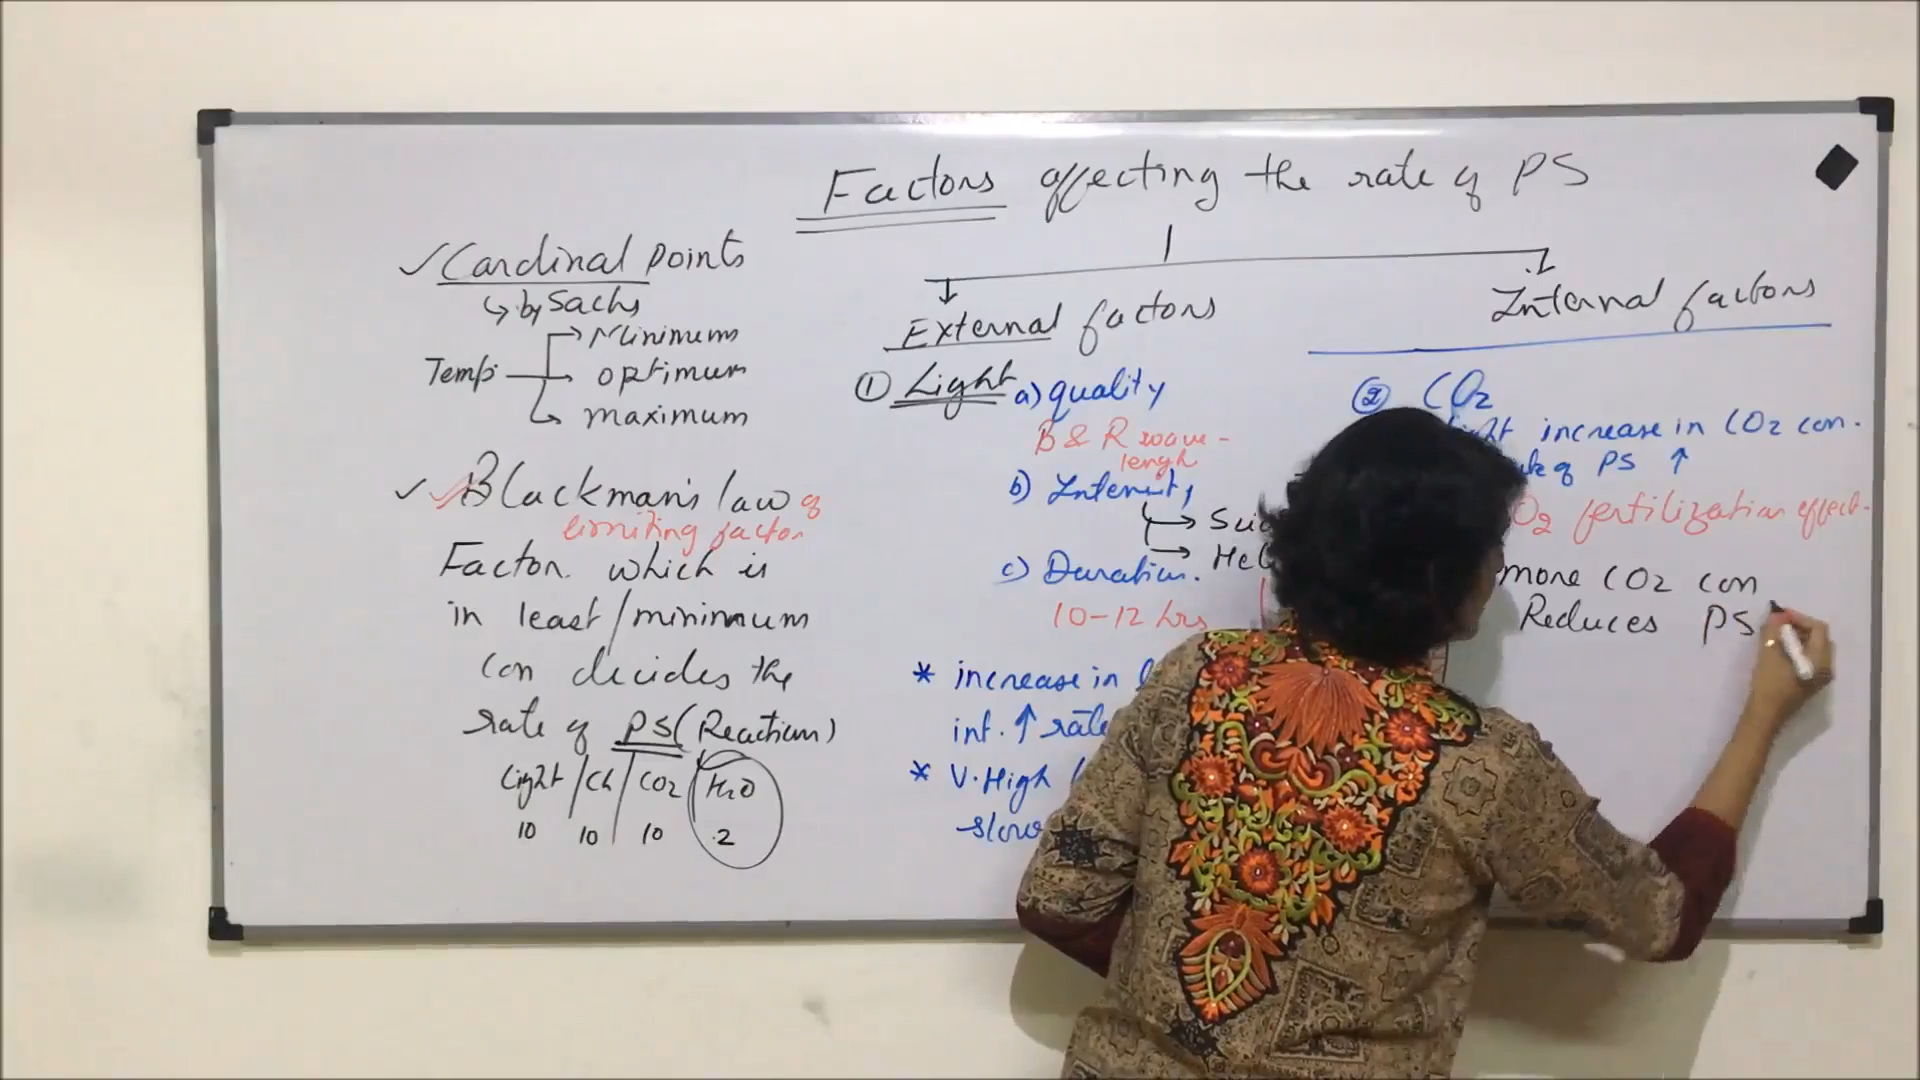 Factors affecting the rate of PS
Cardinal points
by Sachs
Temp.
Minimum
optimum
maximum
Blackman's law of
limiting factor
Factor. which is
in least/minimum
con decides the
rate of PS (Reaction)
Light / Ch / CO2 H2O
10 10 10 .2
External factors
① Light a) quality
B & R wave-
length
b) Intensity
c) Duration.
10-12 hrs
* increase in
int. ↑ rate
* V. High
slow
Internal factors
② CO2
increase in CO2 con.
of PS ↑
fertilization effect.
more CO2 con
Reduces PS